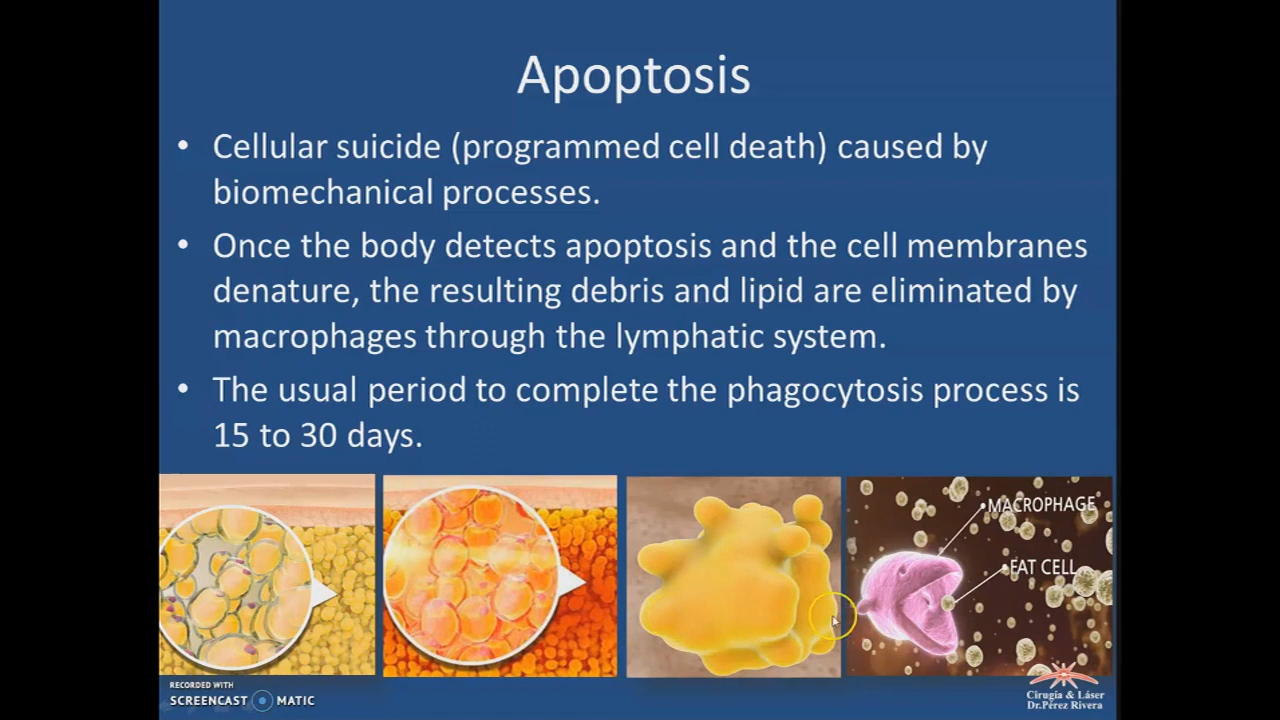 Apoptosis
• Cellular suicide (programmed cell death) caused by
biomechanical processes.
• Once the body detects apoptosis and the cell membranes
denature, the resulting debris and lipid are eliminated by
macrophages through the lymphatic system.
• The usual period to complete the phagocytosis process is
15 to 30 days.
MACROPHAGE
FAT CELL
RECORDED WITH
SCREENCAST MATIC
Cirugía & Láser
Dr.Pérez Rivera